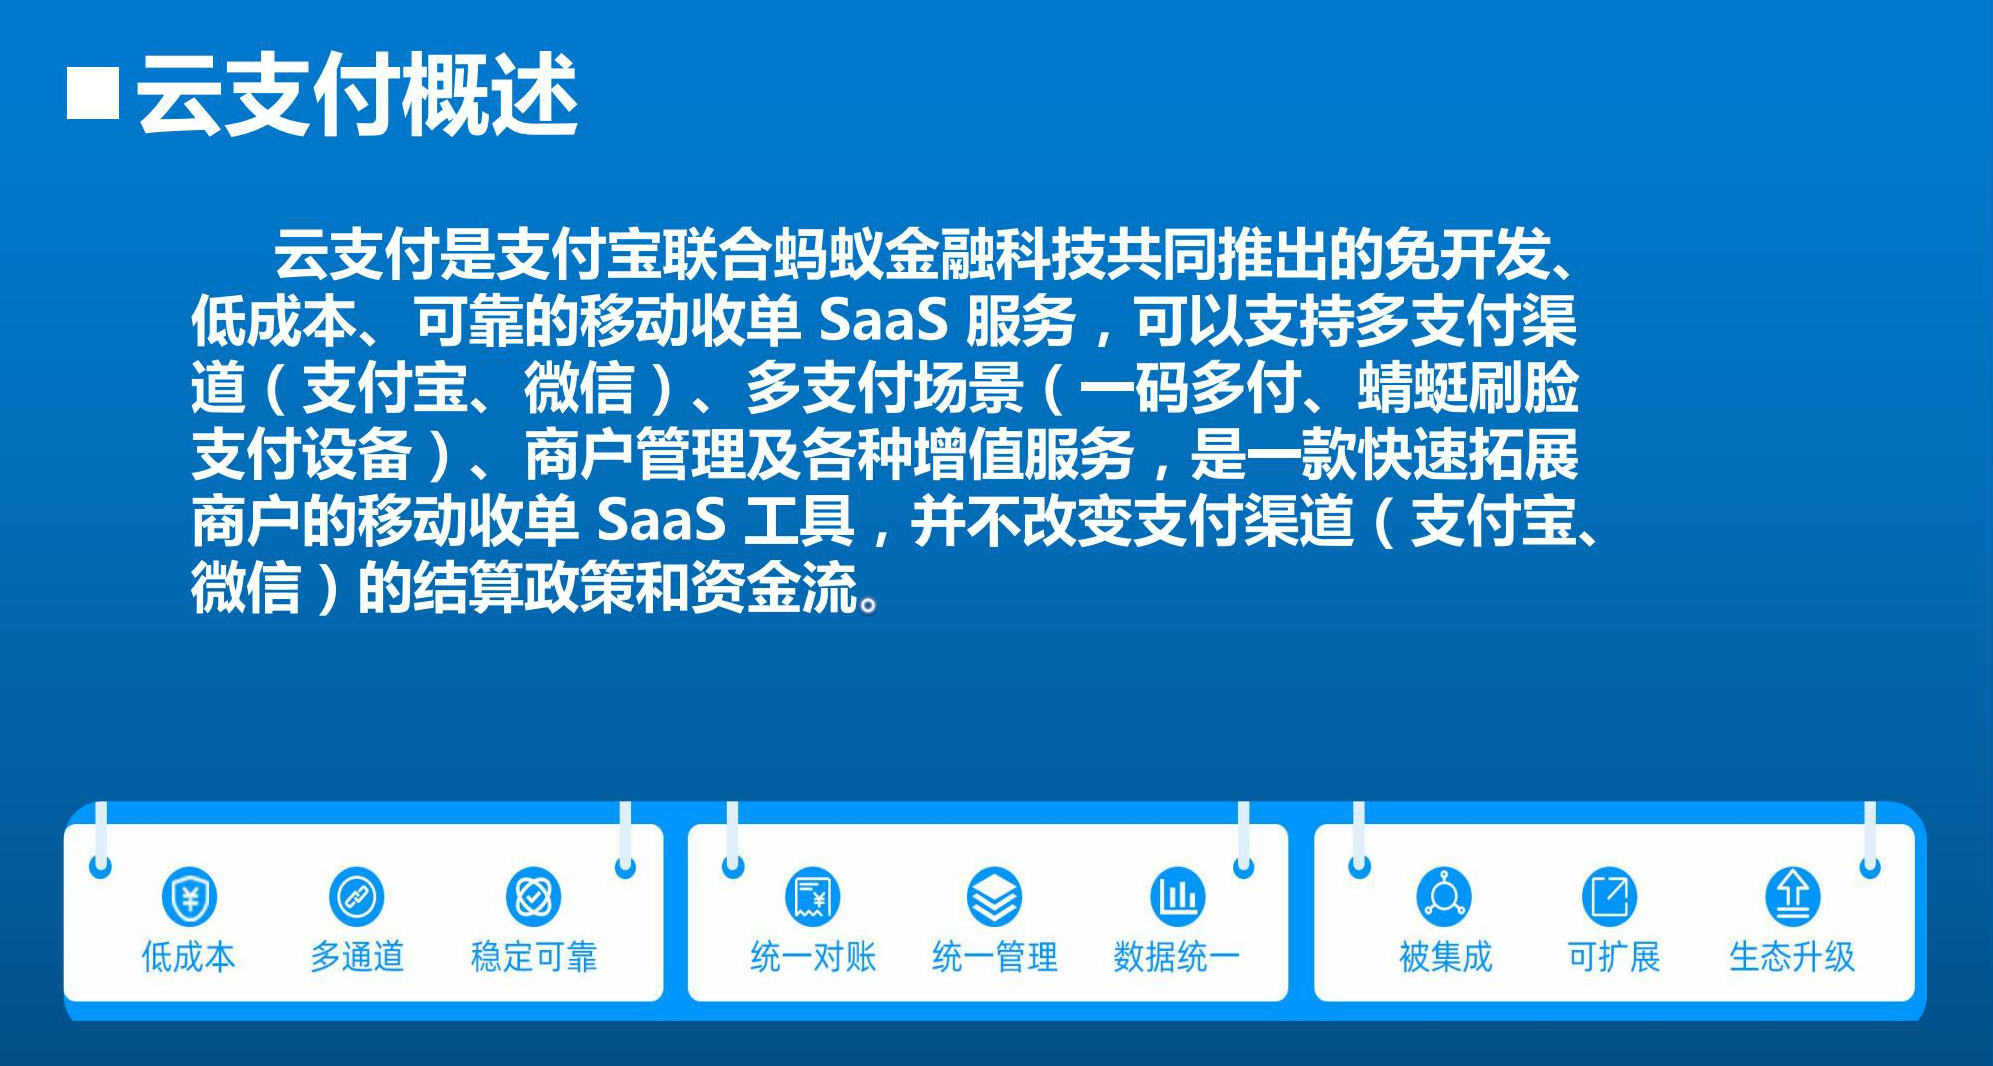 云支付概述
云支付是支付宝联合蚂蚁金融科技共同推出的免开发、
低成本、可靠的移动收单 SaaS 服务，可以支持多支付渠
道（支付宝、微信）、多支付场景（一码多付、蜻蜓刷脸
支付设备）、商户管理及各种增值服务，是一款快速拓展
商户的移动收单 SaaS 工具，并不改变支付渠道（支付宝、
微信）的结算政策和资金流。
低成本 多通道 稳定可靠 统一对账 统一管理 数据统一 被集成 可扩展 生态升级